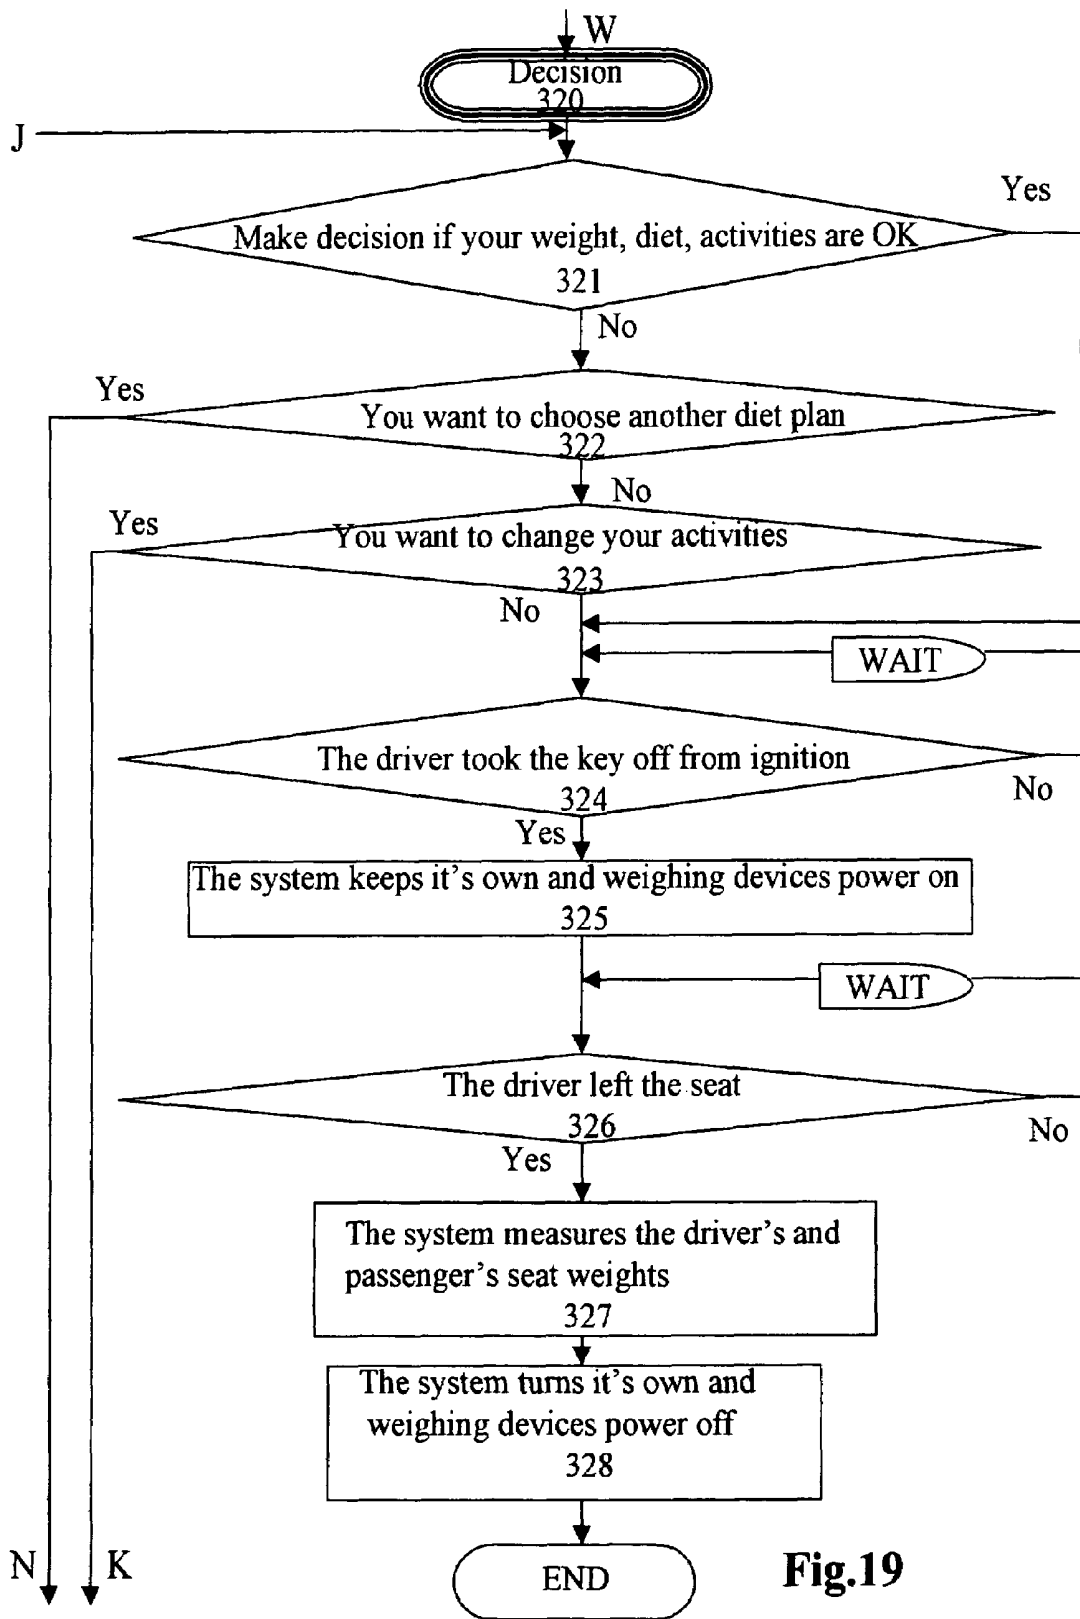 W
Decision
320
J
Yes
Make decision if your weight, diet, activities are OK
321
No
Yes
You want to choose another diet plan
322
No
Yes
You want to change your activities
323
No
WAIT
The driver took the key off from ignition
324
No
Yes
The system keeps it's own and weighing devices power on
325
WAIT
The driver left the seat
326
No
Yes
The system measures the driver's and
passenger's seat weights
327
The system turns it's own and
weighing devices power off
328
N
K
END
Fig.19